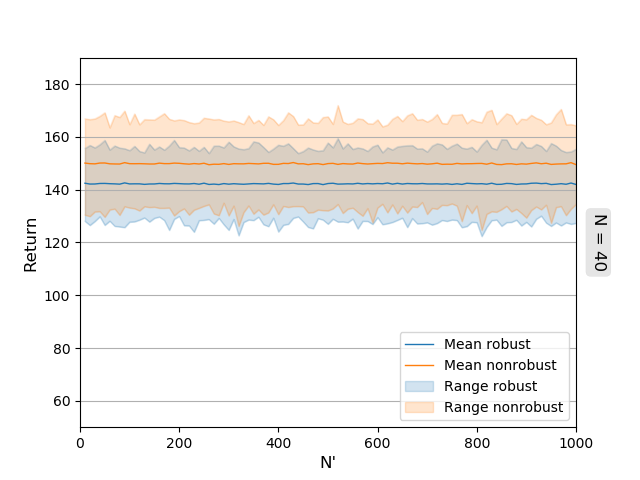 180
160
140
120
100
80
60
Return
0 200 400 600 800 1000
N'
N = 40
Mean robust
Mean nonrobust
Range robust
Range nonrobust